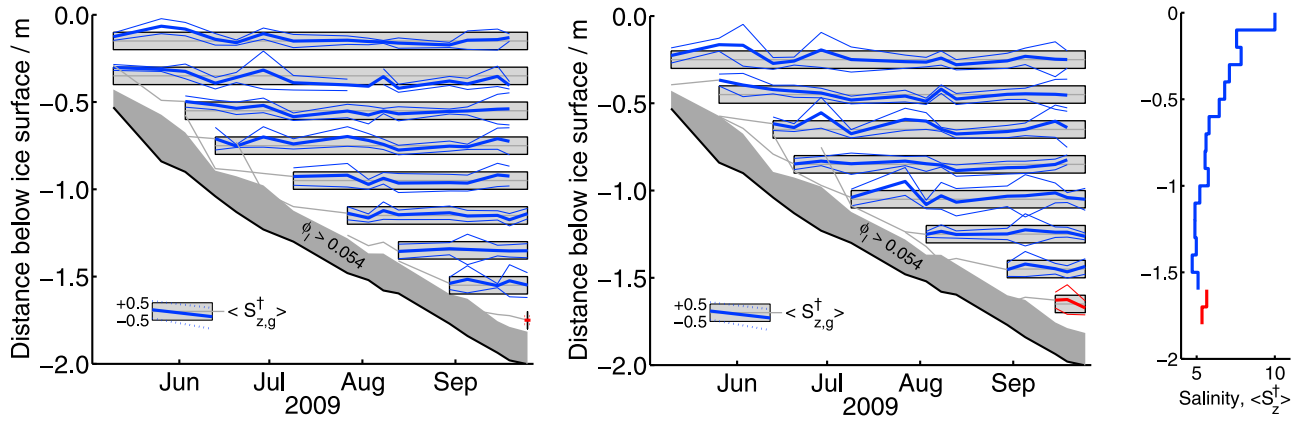 Distance below ice surface / m
0.0
−0.5
−1.0
−1.5
−2.0
ϕl > 0.054
+0.5
−0.5
< S†z,g >
Jun Jul Aug Sep
2009
Distance below ice surface / m
0.0
−0.5
−1.0
−1.5
−2.0
ϕl > 0.054
+0.5
−0.5
< S†z,g >
Jun Jul Aug Sep
2009
0
−0.5
−1
−1.5
−2
5 10
Salinity, <S†z>